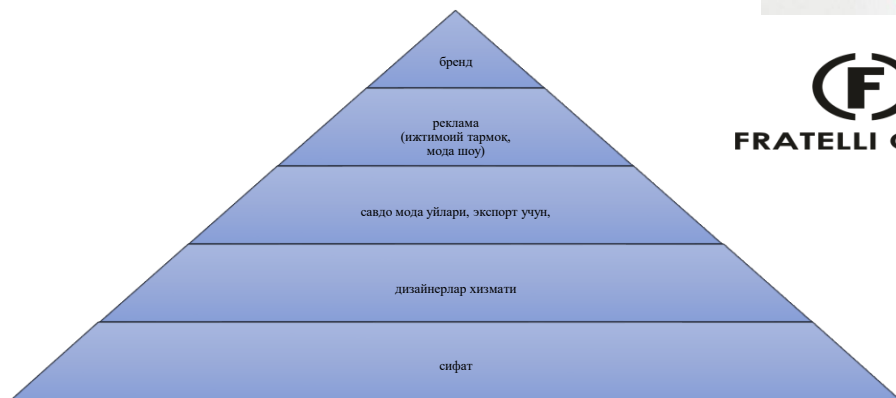 бренд
реклама
(ижтимоий тармоқ,
мода шоу)
F
FRATELLI
савдо мода уйлари, экспорт учун,
дизайнерлар хизмати
сифат